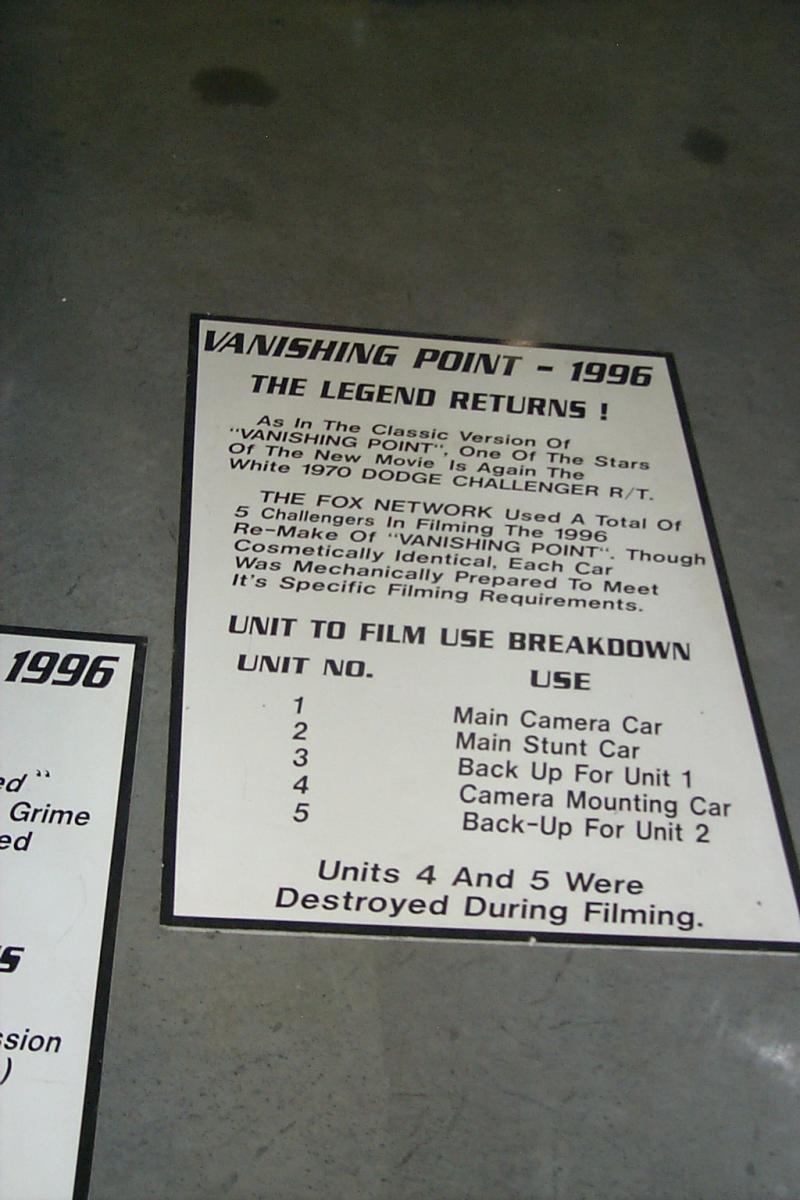 VANISHING POINT - 1996
THE LEGEND RETURNS !
As In The Classic Version Of
"VANISHING POINT", One Of The Stars
Of The New Movie Is Again The
White 1970 DODGE CHALLENGER R/T.
THE FOX NETWORK Used A Total Of
5 Challengers In Filming The 1996
Re-Make Of "VANISHING POINT". Though
Cosmetically Identical, Each Car
Was Mechanically Prepared To Meet
It's Specific Filming Requirements.
UNIT TO FILM USE BREAKDOWN
UNIT NO. USE
1 Main Camera Car
2 Main Stunt Car
3 Back Up For Unit 1
4 Camera Mounting Car
5 Back-Up For Unit 2
Units 4 And 5 Were
Destroyed During Filming.
1996
Grime